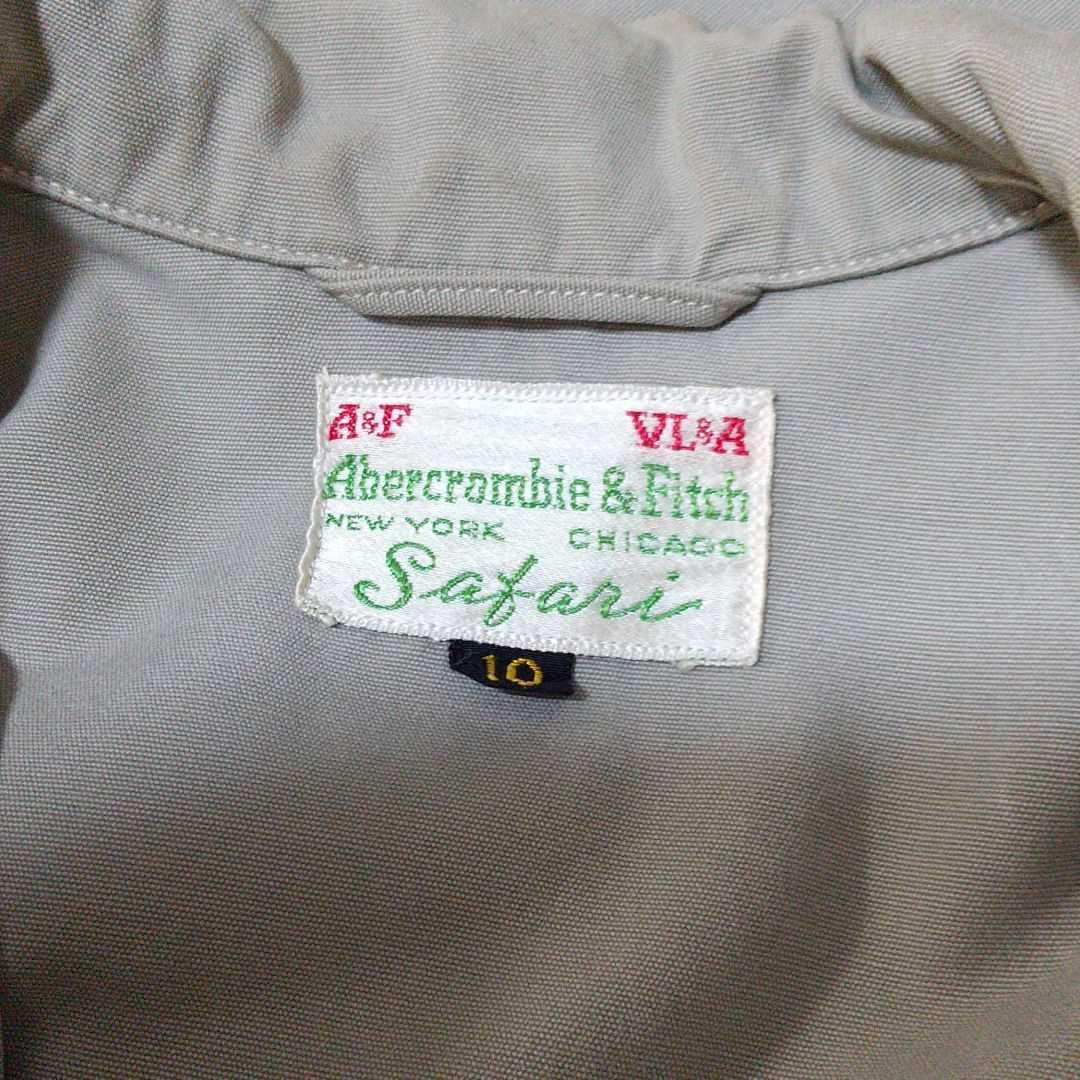 A&F VL&A
Abercrombie & Fitch
NEW YORK CHICAGO
Safari
10